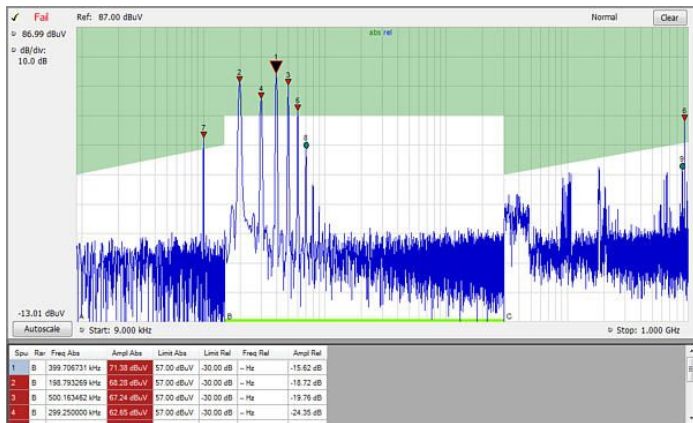 ✓ Fail Ref: 87.00 dBuV Normal Clear
86.99 dBuV
dB/div:
10.0 dB
abs rel
1
2
3
4
5
6
7
8
9
-13.01 dBuV
B C
Autoscale Start: 9.000 kHz Stop: 1.000 GHz
Spu Rar Freq Abs Ampl Abs Limit Abs Limit Rel Freq Rel Ampl Rel
1 B 399.706731 kHz 71.38 dBuV 57.00 dBuV -30.00 dB -- Hz -15.62 dB
2 B 198.793269 kHz 68.28 dBuV 57.00 dBuV -30.00 dB -- Hz -18.72 dB
3 B 500.163462 kHz 67.24 dBuV 57.00 dBuV -30.00 dB -- Hz -19.76 dB
4 B 299.250000 kHz 62.65 dBuV 57.00 dBuV -30.00 dB -- Hz -24.35 dB